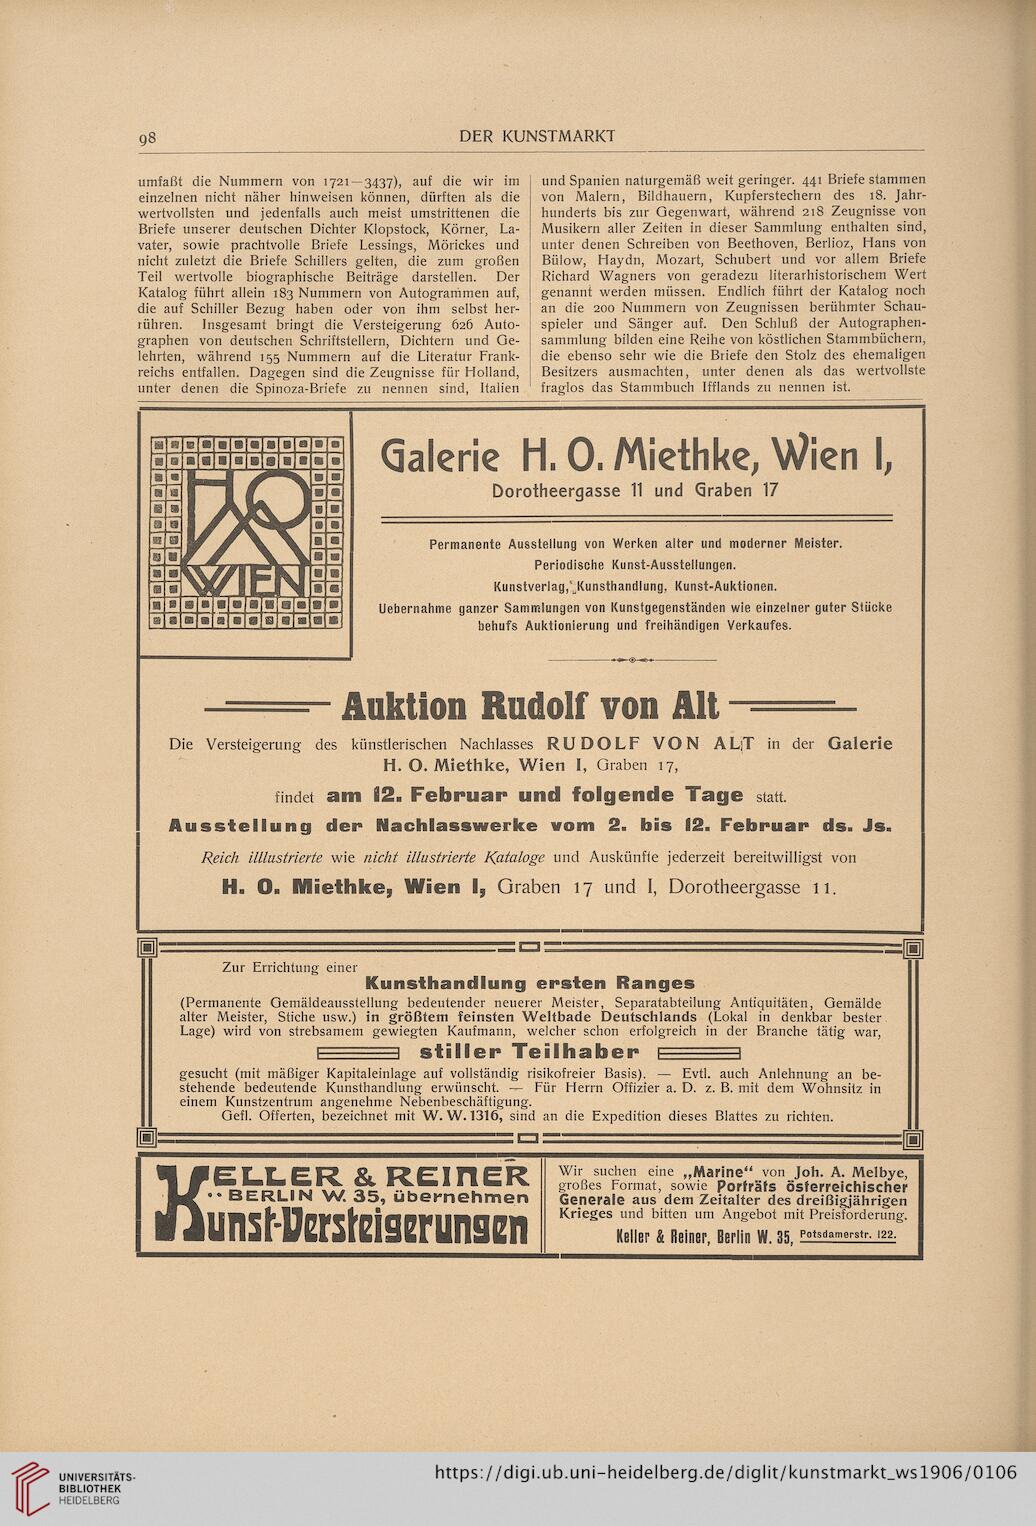 98
DER KUNSTMARKT
umfaßt die Nummern von 1721—3437), auf die wir im
einzelnen nicht näher hinweisen können, dürften als die
wertvollsten und jedenfalls auch meist umstrittenen die
Briefe unserer deutschen Dichter Klopstock, Körner, La-
vater, sowie prachtvolle Briefe Lessings, Mörickes und
nicht zuletzt die Briefe Schillers gelten, die zum großen
Teil wertvolle biographische Beiträge darstellen. Der
Katalog führt allein 183 Nummern von Autogrammen auf,
die auf Schiller Bezug haben oder von ihm selbst her-
rühren. Insgesamt bringt die Versteigerung 626 Auto-
graphen von deutschen Schriftstellern, Dichtern und Ge-
lehrten, während 155 Nummern auf die Literatur Frank-
reichs entfallen. Dagegen sind die Zeugnisse für Holland,
unter denen die Spinoza-Briefe zu nennen sind, Italien
und Spanien naturgemäß weit geringer. 441 Briefe stammen
von Malern, Bildhauern, Kupferstechern des 18. Jahr-
hunderts bis zur Gegenwart, während 218 Zeugnisse von
Musikern aller Zeiten in dieser Sammlung enthalten sind,
unter denen Schreiben von Beethoven, Berlioz, Hans von
Bülow, Haydn, Mozart, Schubert und vor allem Briefe
Richard Wagners von geradezu literarhistorischem Wert
genannt werden müssen. Endlich führt der Katalog noch
an die 200 Nummern von Zeugnissen berühmter Schau-
spieler und Sänger auf. Den Schluß der Autographen-
sammlung bilden eine Reihe von köstlichen Stammbüchern,
die ebenso sehr wie die Briefe den Stolz des ehemaligen
Besitzers ausmachten, unter denen als das wertvollste
fraglos das Stammbuch Ifflands zu nennen ist.
HOM
WIEN
Galerie H. O. Miethke, Wien I,
Dorotheergasse 11 und Graben 17
Permanente Ausstellung von Werken alter und moderner Meister.
Periodische Kunst-Ausstellungen.
Kunstverlag, Kunsthandlung, Kunst-Auktionen.
Uebernahme ganzer Sammlungen von Kunstgegenständen wie einzelner guter Stücke
behufs Auktionierung und freihändigen Verkaufes.
Auktion Rudolf von Alt
Die Versteigerung des künstlerischen Nachlasses RUDOLF VON ALT in der Galerie
H. O. Miethke, Wien I, Graben 17,
findet am 12. Februar und folgende Tage statt.
Ausstellung der Nachlasswerke vom 2. bis 12. Februar ds. Js.
Reich illlustrierte wie nicht illustrierte Kataloge und Auskünfte jederzeit bereitwilligst von
H. O. Miethke, Wien I, Graben 17 und I, Dorotheergasse 11.
Zur Errichtung einer
Kunsthandlung ersten Ranges
(Permanente Gemäldeausstellung bedeutender neuerer Meister, Separatabteilung Antiquitäten, Gemälde
alter Meister, Stiche usw.) in größtem feinsten Weltbade Deutschlands (Lokal in denkbar bester
Lage) wird von strebsamem gewiegten Kaufmann, welcher schon erfolgreich in der Branche tätig war,
stiller Teilhaber
gesucht (mit mäßiger Kapitaleinlage auf vollständig risikofreier Basis). — Evtl. auch Anlehnung an be-
stehende bedeutende Kunsthandlung erwünscht. — Für Herrn Offizier a. D. z. B. mit dem Wohnsitz in
einem Kunstzentrum angenehme Nebenbeschäftigung.
Gefl. Offerten, bezeichnet mit W. W. 1316, sind an die Expedition dieses Blattes zu richten.
KELLER & REINER
BERLIN W. 35, übernehmen
Kunst-Versteigerungen
Wir suchen eine „Marine“ von Joh. A. Melbye,
großes Format, sowie Porträts österreichischer
Generale aus dem Zeitalter des dreißigjährigen
Krieges und bitten um Angebot mit Preisforderung.
Keller & Reiner, Berlin W. 35, Potsdamerstr. 122.
UNIVERSITÄTS-
BIBLIOTHEK
HEIDELBERG
https://digi.ub.uni-heidelberg.de/diglit/kunstmarkt_ws1906/0106